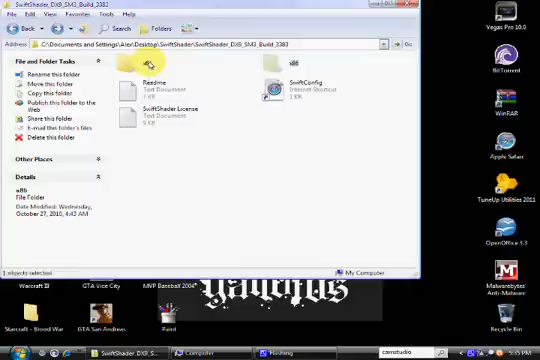 SwiftShader_DX9_SM3_Build_3383
File Edit View Favorites Tools Help
Back Search Folders
Address C:\Documents and Settings\Alex\Desktop\SwiftShader\SwiftShader_DX9_SM3_Build_3383 Go
File and Folder Tasks
Rename this folder
Move this folder
Copy this folder
Publish this folder to the Web
Share this folder
E-mail this folder's files
Delete this folder
Other Places
Details
x86
File Folder
Date Modified: Wednesday, October 27, 2010, 4:43 AM
x86
Readme
Text Document
SwiftConfig
Internet Shortcut
1 KB
SwiftShader License
Text Document
9 KB
1 objects selected
My Computer
Vegas Pro 10.0
BitTorrent
WinRAR
Apple Safari
TuneUp Utilities 2011
OpenOffice 3.3
Malwarebytes' Anti-Malware
Recycle Bin
Warcraft III
GTA Vice City
MVP Baseball 2004
Starcraft - Brood War
GTA San Andreas
Paint
SwiftShader_DX9_S...
Computer
Mustang
camstudio
5:35 PM